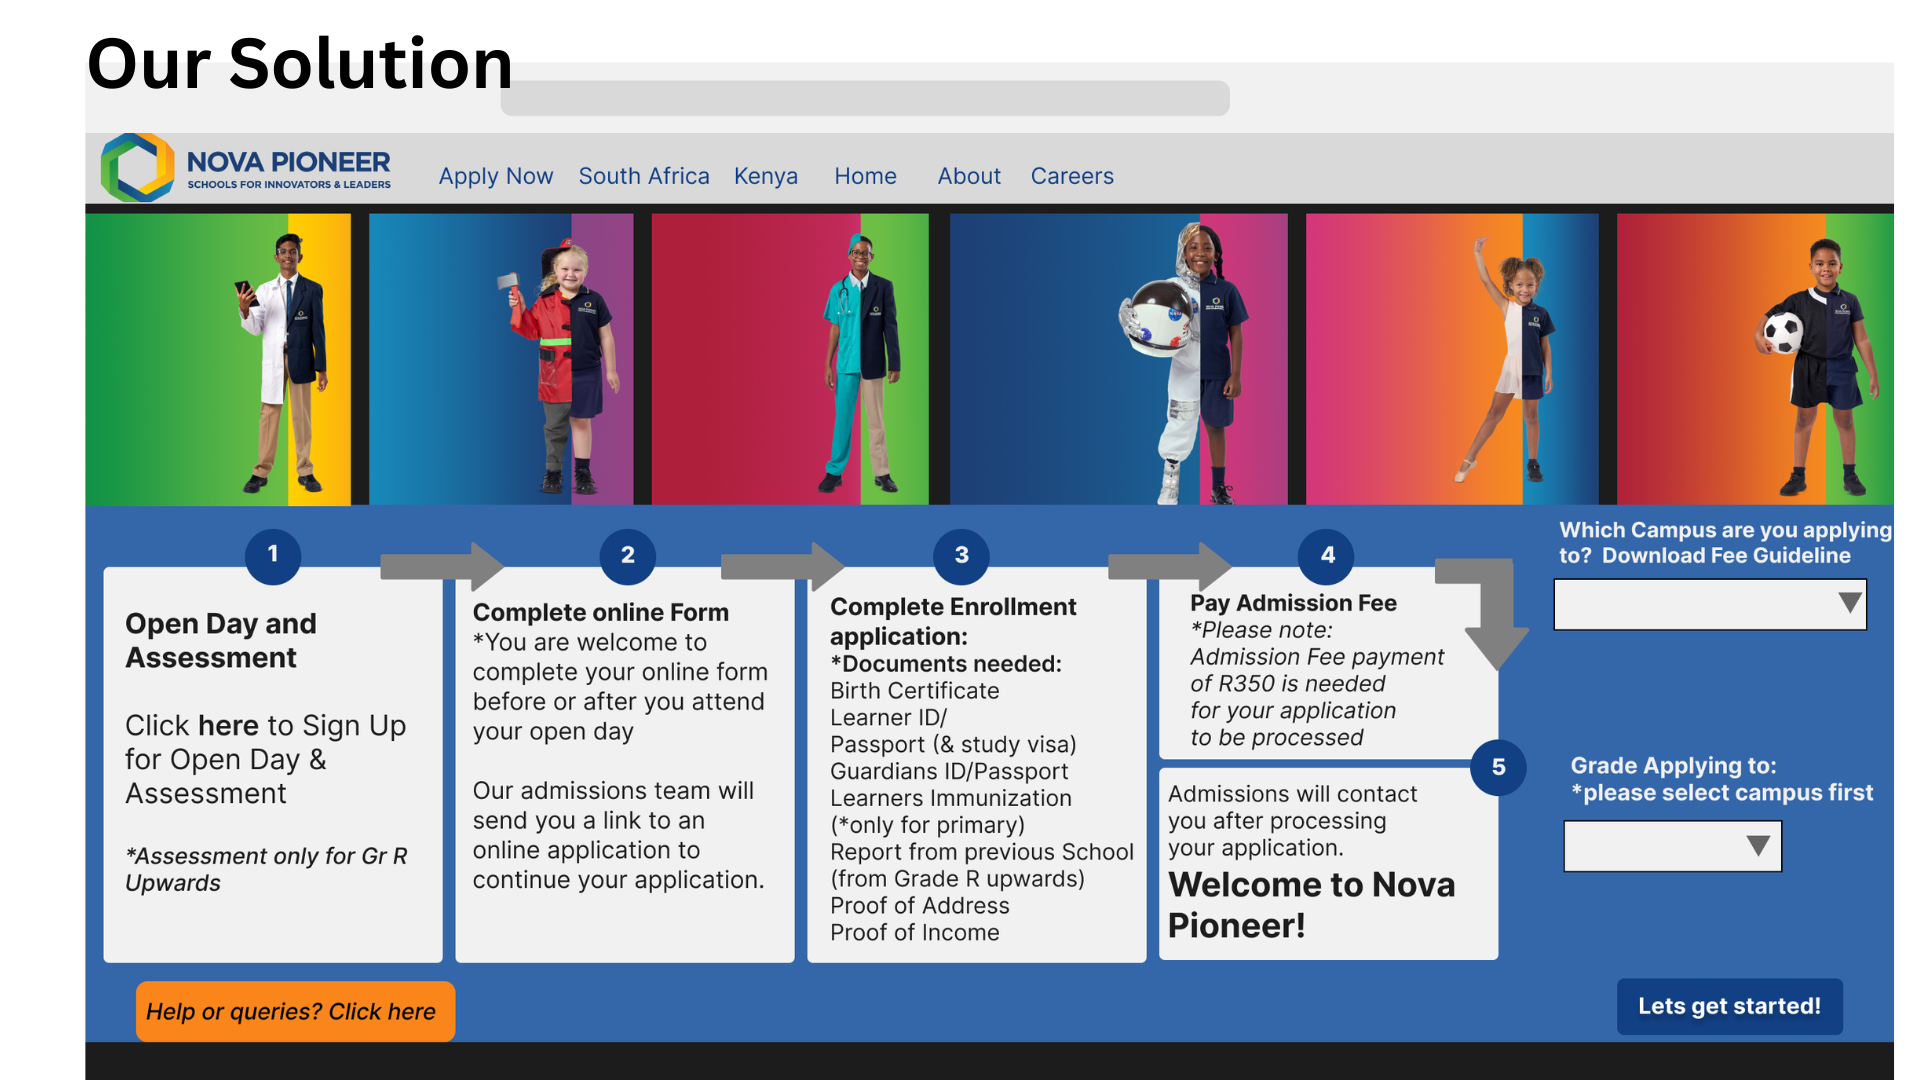 Our Solution
NOVA PIONEER
SCHOOLS FOR INNOVATORS & LEADERS
Apply Now South Africa Kenya Home About Careers
1
Open Day and
Assessment
Click here to Sign Up
for Open Day &
Assessment
*Assessment only for Gr R
Upwards
2
Complete online Form
*You are welcome to
complete your online form
before or after you attend
your open day
Our admissions team will
send you a link to an
online application to
continue your application.
3
Complete Enrollment
application:
*Documents needed:
Birth Certificate
Learner ID/
Passport (& study visa)
Guardians ID/Passport
Learners Immunization
(*only for primary)
Report from previous School
(from Grade R upwards)
Proof of Address
Proof of Income
4
Pay Admission Fee
*Please note:
Admission Fee payment
of R350 is needed
for your application
to be processed
5
Admissions will contact
you after processing
your application.
Welcome to Nova
Pioneer!
Which Campus are you applying
to? Download Fee Guideline
Grade Applying to:
*please select campus first
Help or queries? Click here
Lets get started!